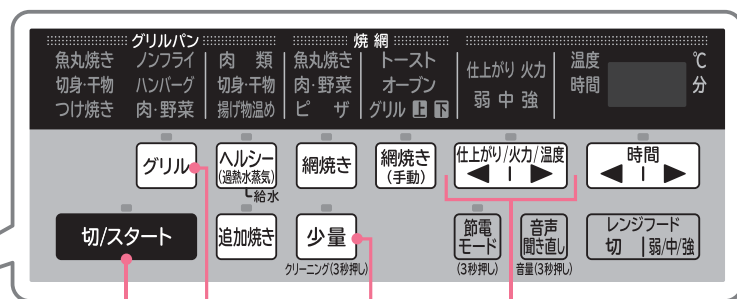 グリルパン 焼網
魚丸焼き ノンフライ 肉 類 魚丸焼き トースト 仕上がり 火力 温度 ℃
切身·干物 ハンバーグ 切身·干物 肉·野菜 オーブン 弱 中 強 時間 分
つけ焼き 肉·野菜 揚げ物温め ピ ザ グリル 上 下
グリル ヘルシー (過熱水蒸気) 網焼き 網焼き (手動) 仕上がり/火力/温度 ◀ I ▶ 時間 ◀ I ▶
給水
切/スタート 追加焼き 少量 節電モード 音声聞き直し レンジフード 切 | 弱/中/強
クリーニング(3秒押し) (3秒押し) 音量(3秒押し)